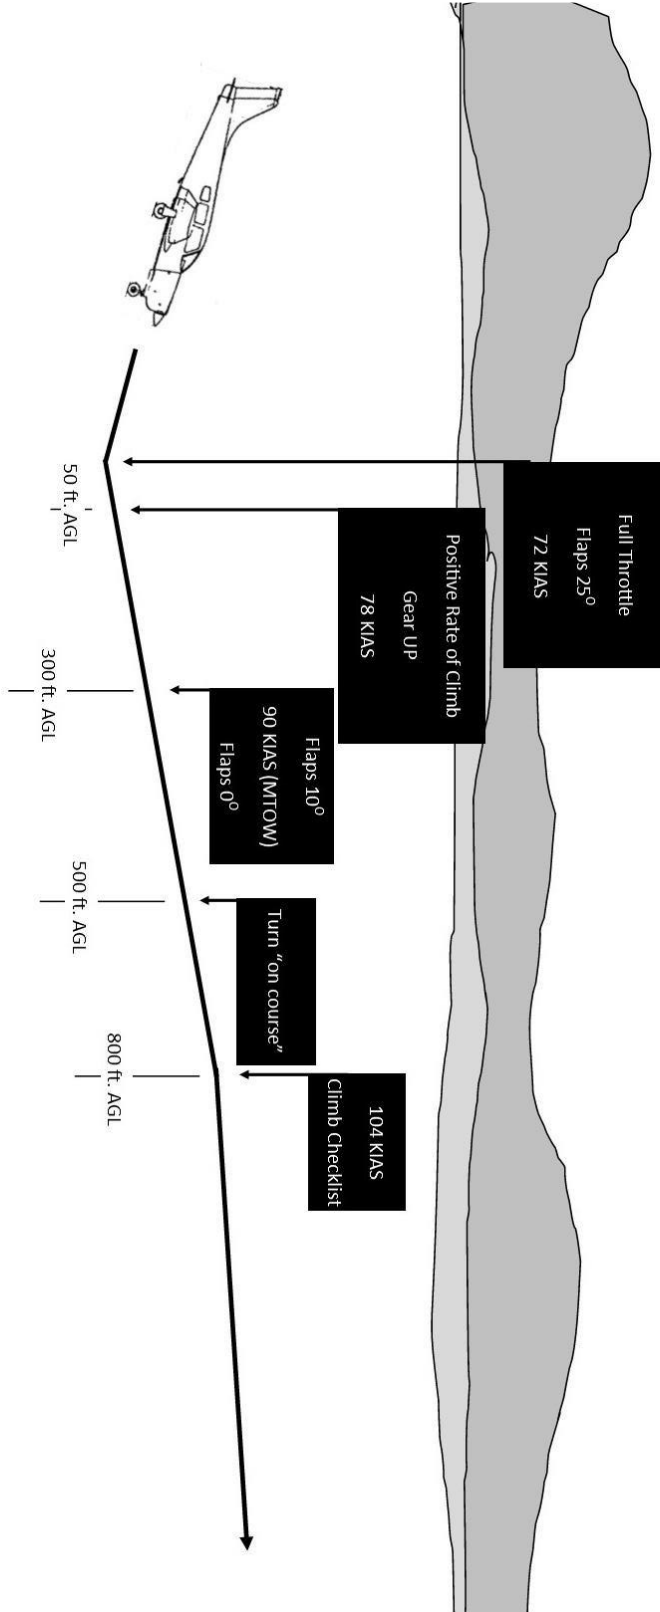 Full Throttle
Flaps 25⁰
72 KIAS
Positive Rate of Climb
Gear UP
78 KIAS
Flaps 10⁰
90 KIAS (MTOW)
Flaps 0⁰
Turn “on course”
104 KIAS
Climb Checklist
50 ft. AGL
300 ft. AGL
500 ft. AGL
800 ft. AGL